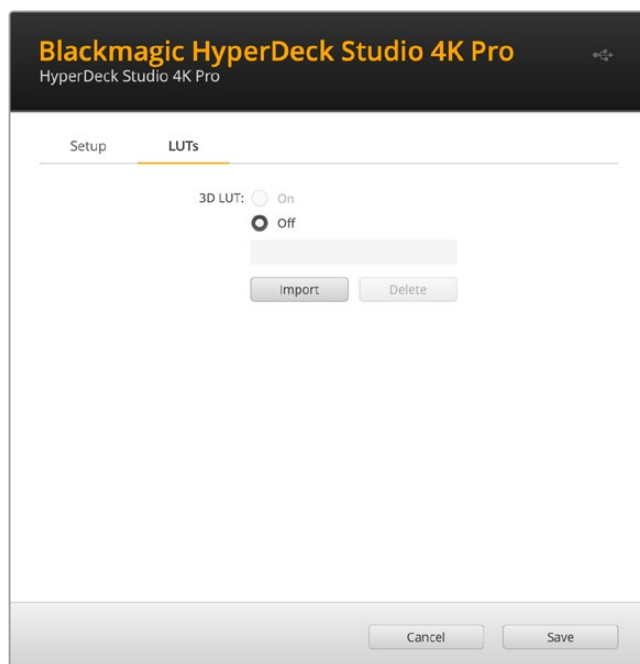 Blackmagic HyperDeck Studio 4K Pro
HyperDeck Studio 4K Pro
Setup LUTs
3D LUT: On
Off
Import Delete
Cancel Save